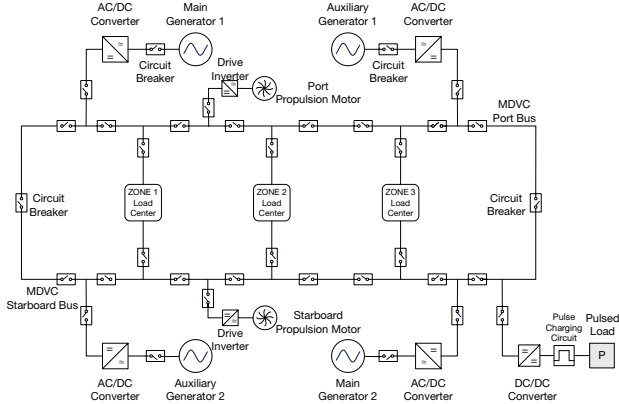 AC/DC
Converter
Main
Generator 1
Auxiliary
Generator 1
AC/DC
Converter
Circuit
Breaker
Drive
Inverter
Circuit
Breaker
Port
Propulsion Motor
MDVC
Port Bus
Circuit
Breaker
ZONE 1
Load
Center
ZONE 2
Load
Center
ZONE 3
Load
Center
Circuit
Breaker
MDVC
Starboard Bus
Starboard
Propulsion Motor
Drive
Inverter
Pulse
Charging
Circuit
Pulsed
Load
P
AC/DC
Converter
Auxiliary
Generator 2
Main
Generator 2
AC/DC
Converter
DC/DC
Converter